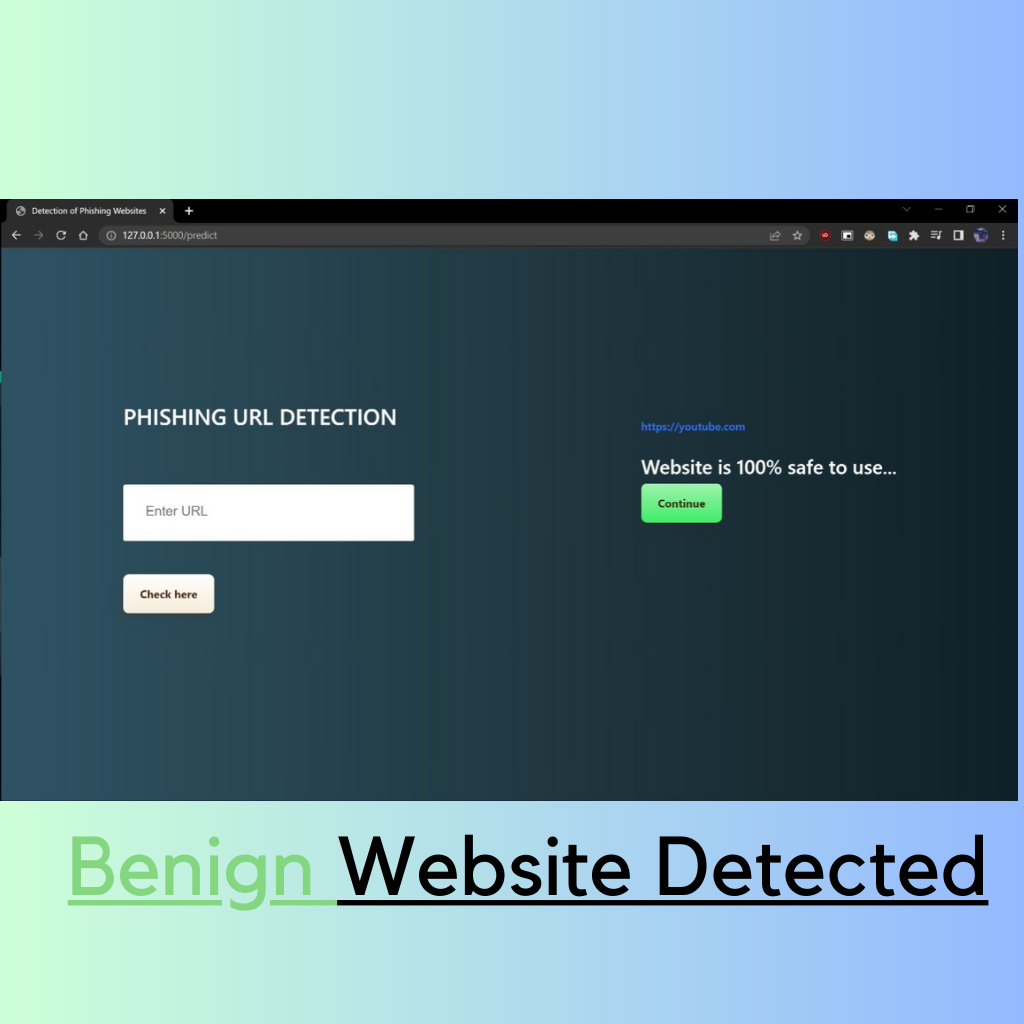 Detection of Phishing Websites
127.0.0.1:5000/predict
PHISHING URL DETECTION
Enter URL
Check here
https://youtube.com
Website is 100% safe to use...
Continue
Benign Website Detected